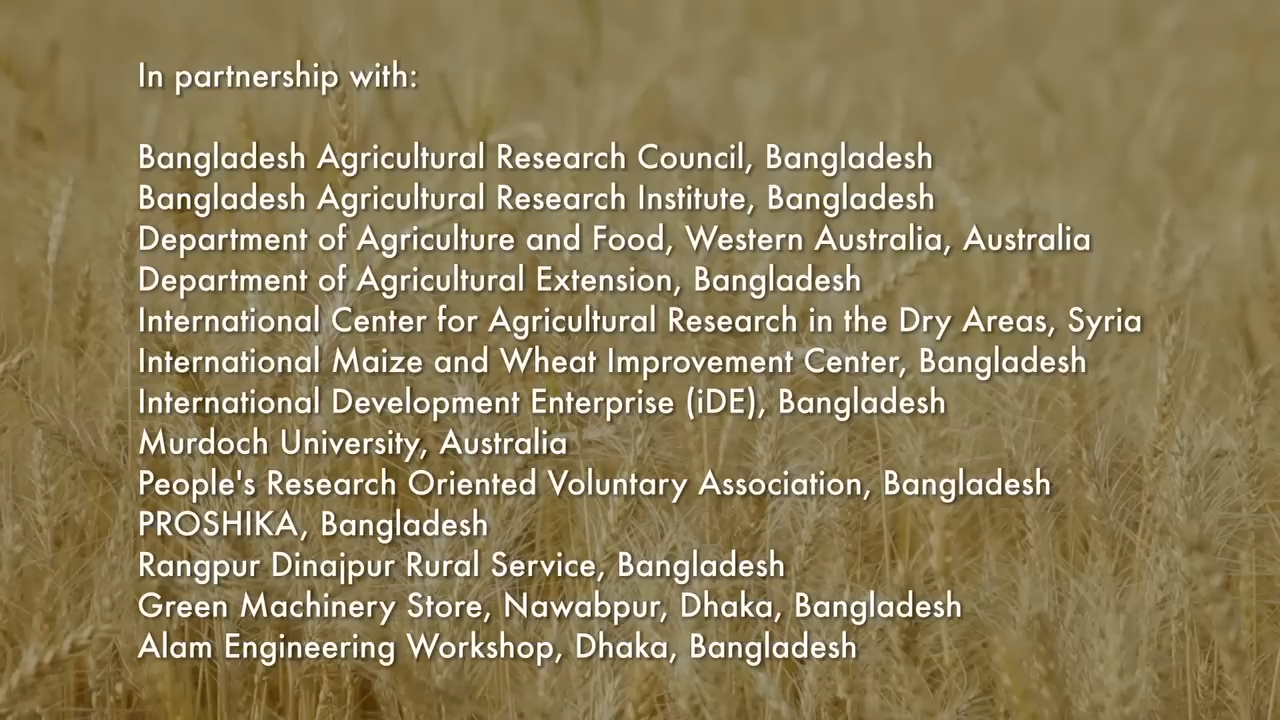 In partnership with:
Bangladesh Agricultural Research Council, Bangladesh
Bangladesh Agricultural Research Institute, Bangladesh
Department of Agriculture and Food, Western Australia, Australia
Department of Agricultural Extension, Bangladesh
International Center for Agricultural Research in the Dry Areas, Syria
International Maize and Wheat Improvement Center, Bangladesh
International Development Enterprise (iDE), Bangladesh
Murdoch University, Australia
People's Research Oriented Voluntary Association, Bangladesh
PROSHIKA, Bangladesh
Rangpur Dinajpur Rural Service, Bangladesh
Green Machinery Store, Nawabpur, Dhaka, Bangladesh
Alam Engineering Workshop, Dhaka, Bangladesh